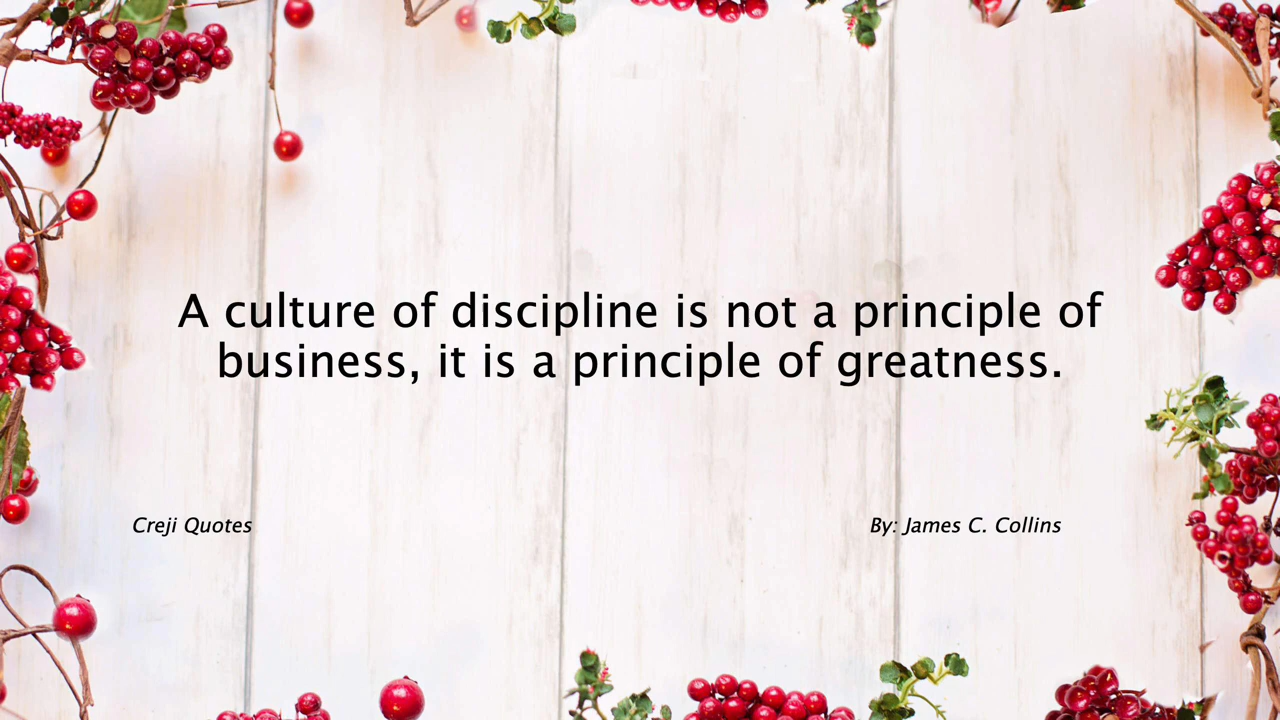 A culture of discipline is not a principle of
business, it is a principle of greatness.
Creji Quotes
By: James C. Collins